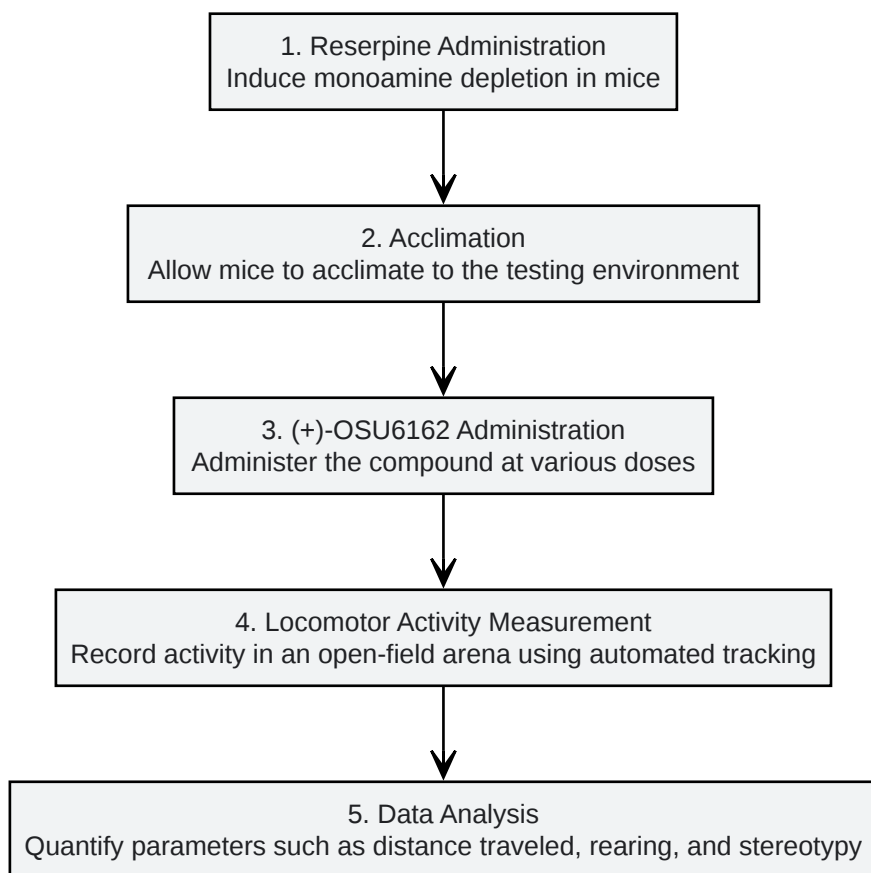 1. Reserpine Administration
Induce monoamine depletion in mice
2. Acclimation
Allow mice to acclimate to the testing environment
3. (+)-OSU6162 Administration
Administer the compound at various doses
4. Locomotor Activity Measurement
Record activity in an open-field arena using automated tracking
5. Data Analysis
Quantify parameters such as distance traveled, rearing, and stereotypy